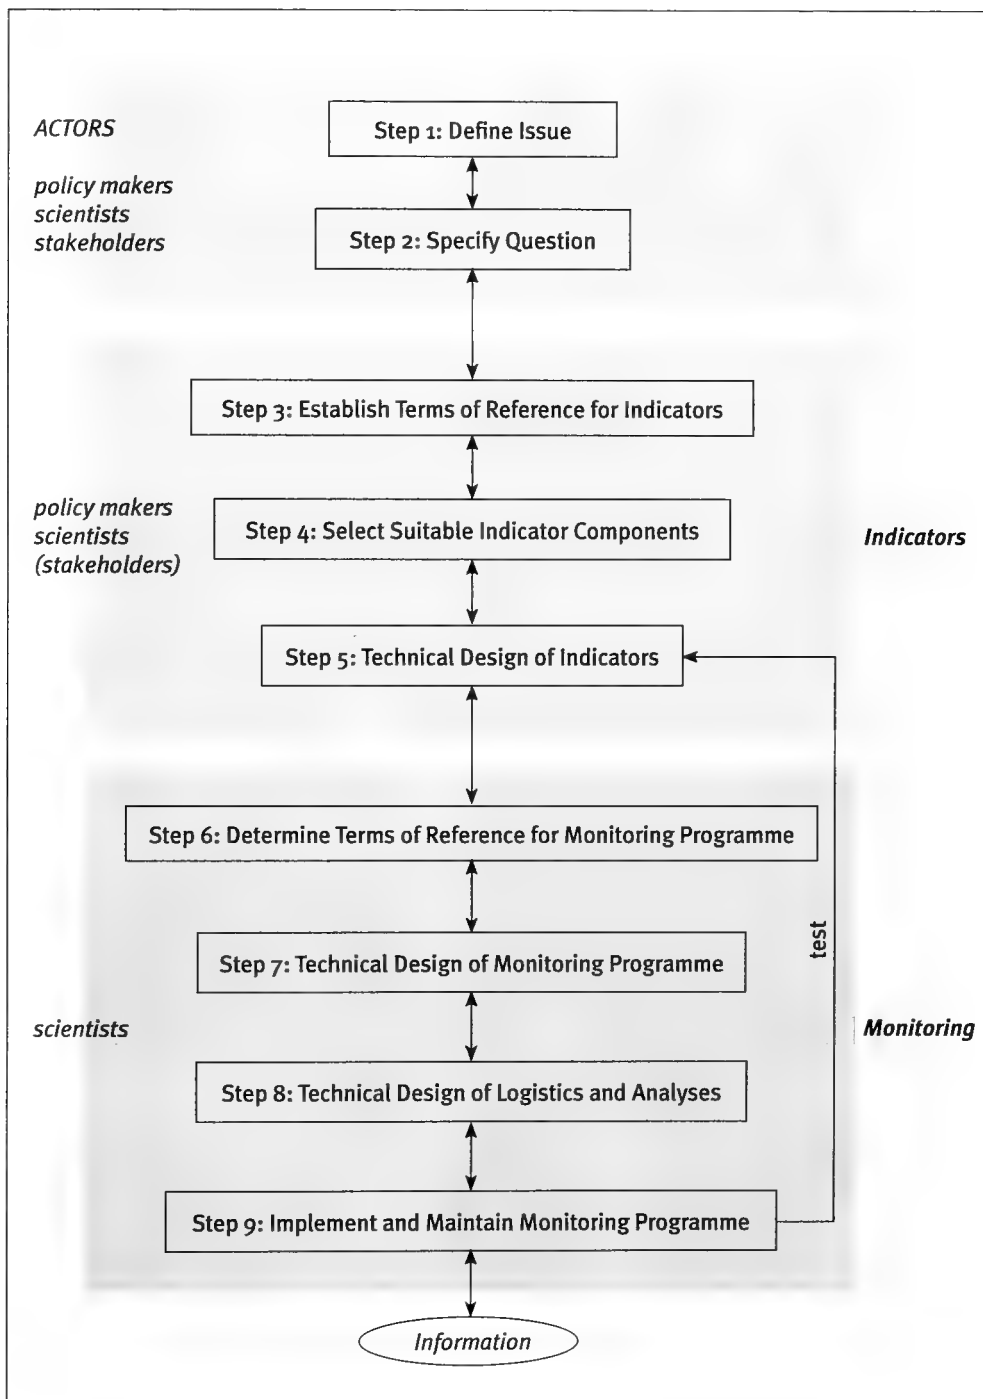 ACTORS
Step 1: Define Issue
policy makers
scientists
stakeholders
Step 2: Specify Question
Step 3: Establish Terms of Reference for Indicators
policy makers
scientists
(stakeholders)
Step 4: Select Suitable Indicator Components
Indicators
Step 5: Technical Design of Indicators
Step 6: Determine Terms of Reference for Monitoring Programme
test
Step 7: Technical Design of Monitoring Programme
scientists
Monitoring
Step 8: Technical Design of Logistics and Analyses
Step 9: Implement and Maintain Monitoring Programme
Information